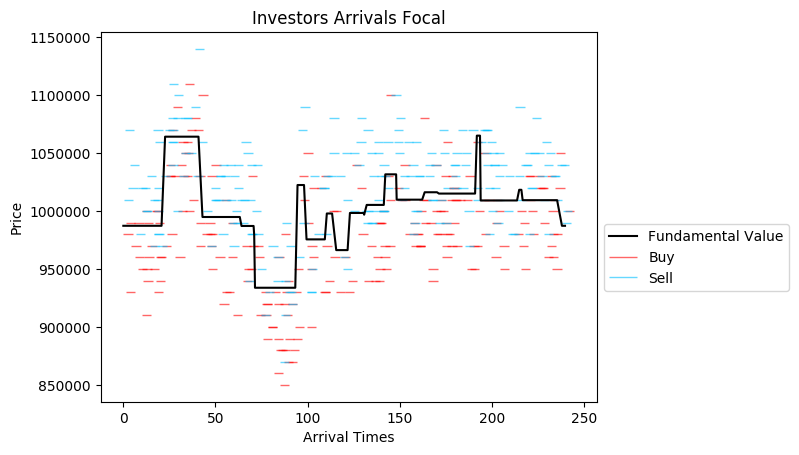 Investors Arrivals Focal
1150000
1100000
1050000
1000000
950000
900000
850000
Price
0
50
100
150
200
250
Arrival Times
Fundamental Value
Buy
Sell